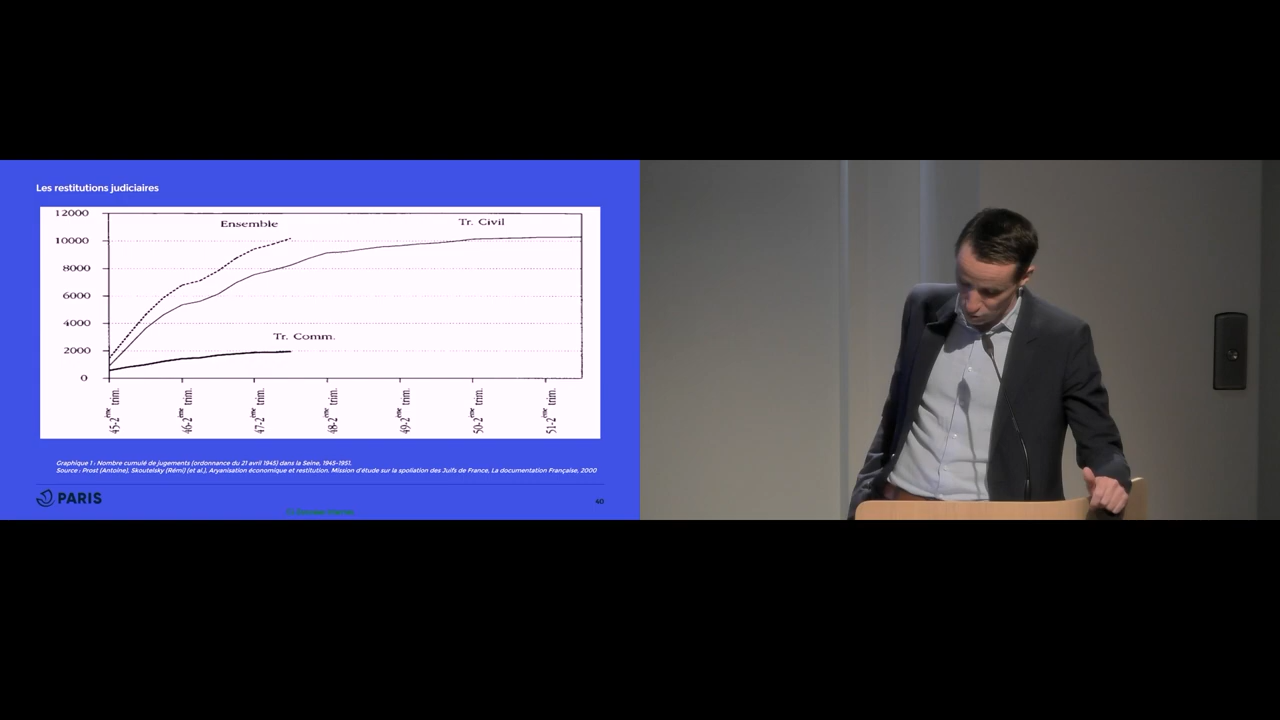 Les restitutions judiciaires
12000
10000
8000
6000
4000
2000
0
Ensemble
Tr. Civil
Tr. Comm.
45-2ème trim.
46-2ème trim.
47-2ème trim.
48-2ème trim.
49-2ème trim.
50-2ème trim.
51-2ème trim.
Graphique 1 : Nombre cumulé de jugements (ordonnance du 21 avril 1945) dans la Seine, 1945-1951.
Source : Prost (Antoine), Skoutelsky (Rémi) [et al.], Aryanisation économique et restitution. Mission d'étude sur la spoliation des Juifs de France, La documentation Française, 2000
PARIS
40